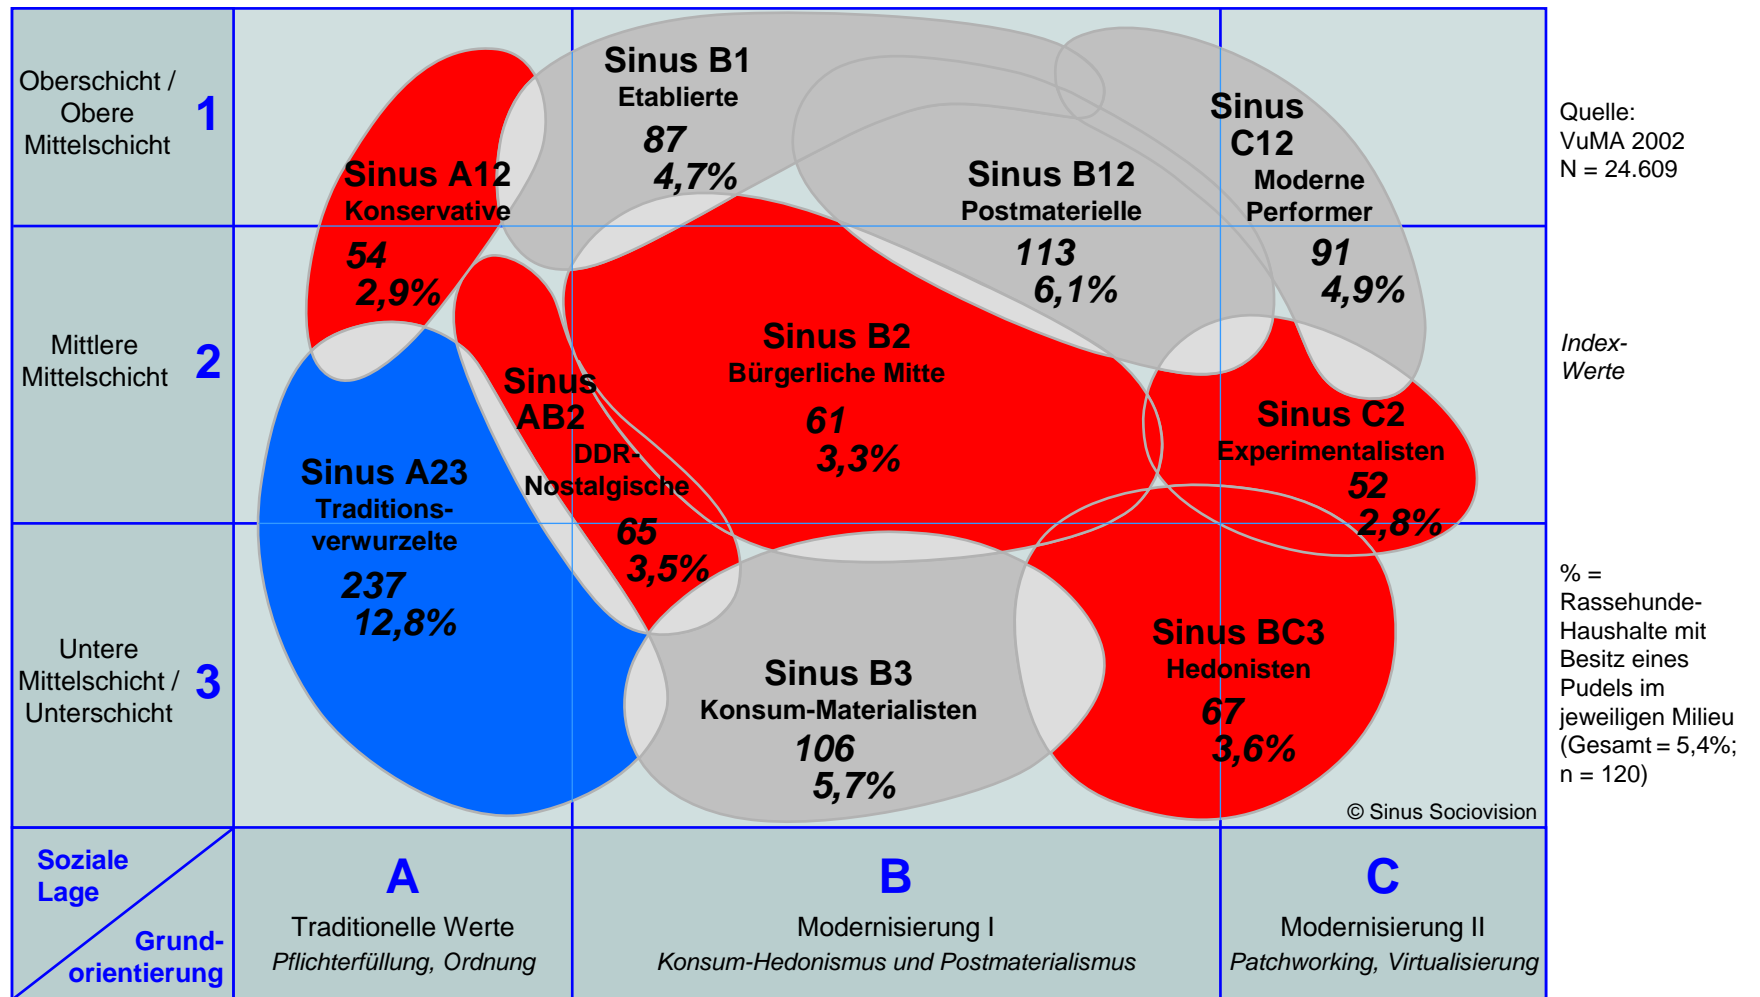 Oberschicht /
Obere
Mittelschicht
1
Sinus B1
Etablierte
87
4,7%
Sinus A12
Konservative
54
2,9%
Sinus B12
Postmaterielle
113
6,1%
Sinus
C12
Moderne
Performer
91
4,9%
Quelle:
VuMA 2002
N = 24.609
Mittlere
Mittelschicht
2
Sinus
AB2
DDR-
Nostalgische
65
3,5%
Sinus B2
Bürgerliche Mitte
61
3,3%
Sinus C2
Experimentalisten
52
2,8%
Index-
Werte
Sinus A23
Traditions-
verwurzelte
237
12,8%
Untere
Mittelschicht /
Unterschicht
3
Sinus B3
Konsum-Materialisten
106
5,7%
Sinus BC3
Hedonisten
67
3,6%
% =
Rassehunde-
Haushalte mit
Besitz eines
Pudels im
jeweiligen Milieu
(Gesamt = 5,4%;
n = 120)
© Sinus Sociovision
Soziale
Lage
Grund-
orientierung
A
Traditionelle Werte
Pflichterfüllung, Ordnung
B
Modernisierung I
Konsum-Hedonismus und Postmaterialismus
C
Modernisierung II
Patchworking, Virtualisierung